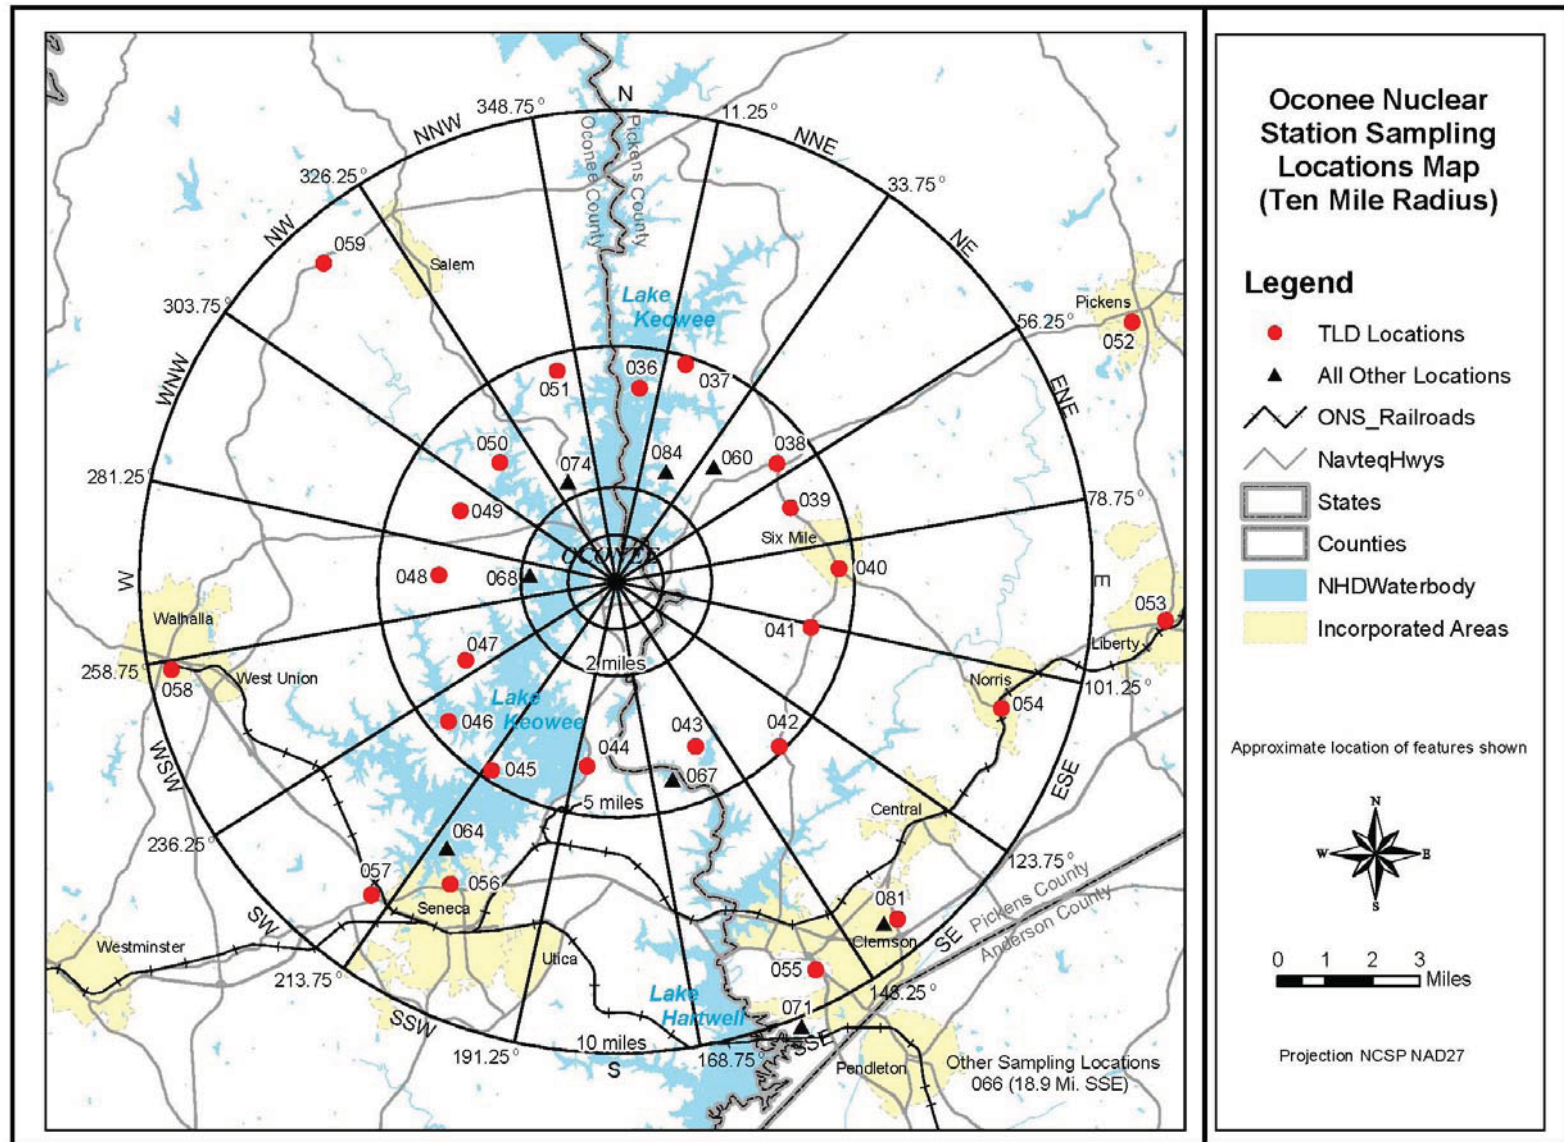 N
348.75°
11.25°
NNW
NNE
326.25°
33.75°
Oconee County
Pickens County
NW
NE
059
Salem
303.75°
Lake
Keowee
Pickens
56.25°
052
WNW
ENE
051
036
037
050
074
084
060
038
281.25°
78.75°
049
039
Six Mile
OCONEE
048
068
040
W
E
053
Walhalla
041
Liberty
047
2 miles
258.75°
058
West Union
Norris
101.25°
054
Lake
Keowee
046
043
042
044
045
067
WSW
ESE
5 miles
Central
064
236.25°
123.75°
057
056
Seneca
081
Pickens County
Anderson County
SW
Clemson
SE
Westminster
Utica
055
213.75°
146.25°
Lake
Hartwell
071
SSW
191.25°
10 miles
S
168.75°
SSE
Pendleton
Other Sampling Locations
066 (18.9 Mi. SSE)
Oconee Nuclear
Station Sampling
Locations Map
(Ten Mile Radius)
Legend
TLD Locations
All Other Locations
ONS_Railroads
NavteqHwys
States
Counties
NHDWaterbody
Incorporated Areas
Approximate location of features shown
N
W
E
S
0 1 2 3
Miles
Projection NCSP NAD27